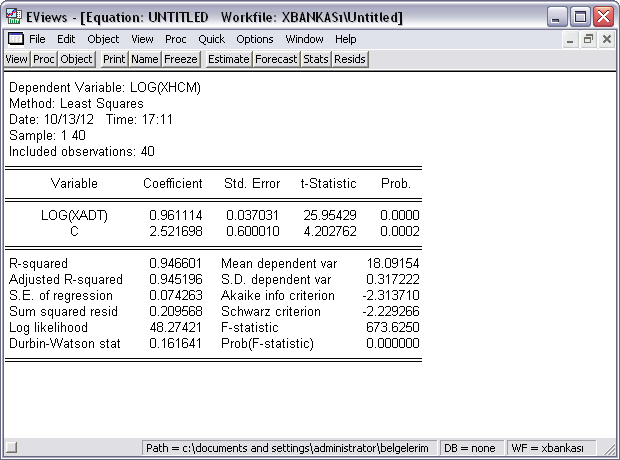 EViews - [Equation: UNTITLED   Workfile: XBANKASı\Untitled]
File Edit Object View Proc Quick Options Window Help
View Proc Object Print Name Freeze Estimate Forecast Stats Resids
Dependent Variable: LOG(XHCM)
Method: Least Squares
Date: 10/13/12   Time: 17:11
Sample: 1 40
Included observations: 40
Variable Coefficient Std. Error t-Statistic Prob.
LOG(XADT) 0.961114 0.037031 25.95429 0.0000
C 2.521698 0.600010 4.202762 0.0002
R-squared 0.946601 Mean dependent var 18.09154
Adjusted R-squared 0.945196 S.D. dependent var 0.317222
S.E. of regression 0.074263 Akaike info criterion -2.313710
Sum squared resid 0.209568 Schwarz criterion -2.229266
Log likelihood 48.27421 F-statistic 673.6250
Durbin-Watson stat 0.161641 Prob(F-statistic) 0.000000
Path = c:\documents and settings\administrator\belgelerim DB = none WF = xbankası